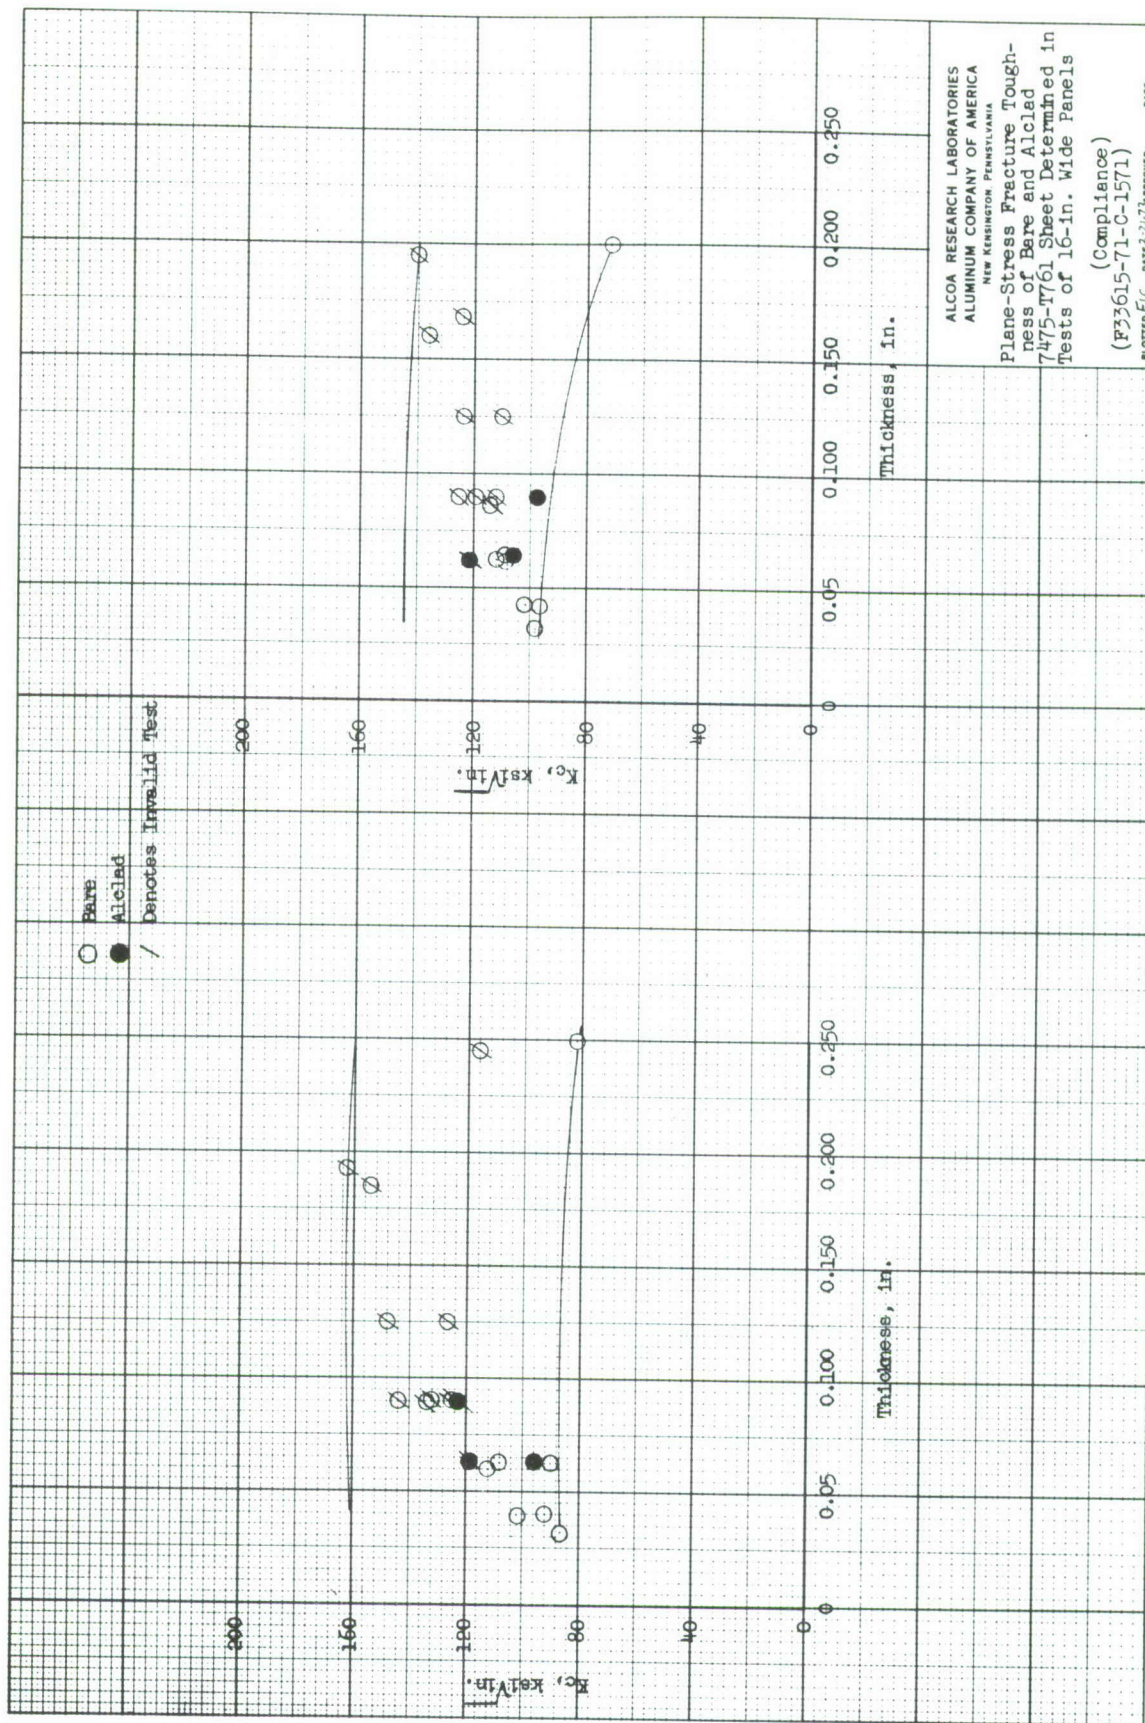 ○ Bare
● Alclad
/ Denotes Invalid Test
200
160
120
80
40
0
K_c, ksi√in.
0
0.05
0.100
0.150
0.200
0.250
Thickness, in.
200
160
120
80
40
0
K_c, ksi√in.
0
0.05
0.100
0.150
0.200
0.250
Thickness, in.
ALCOA RESEARCH LABORATORIES
ALUMINUM COMPANY OF AMERICA
NEW KENSINGTON, PENNSYLVANIA
Plane-Stress Fracture Tough-
ness of Bare and Alclad
7475-T761 Sheet Determined in
Tests of 16-in. Wide Panels
(Compliance)
(F33615-71-C-1571)